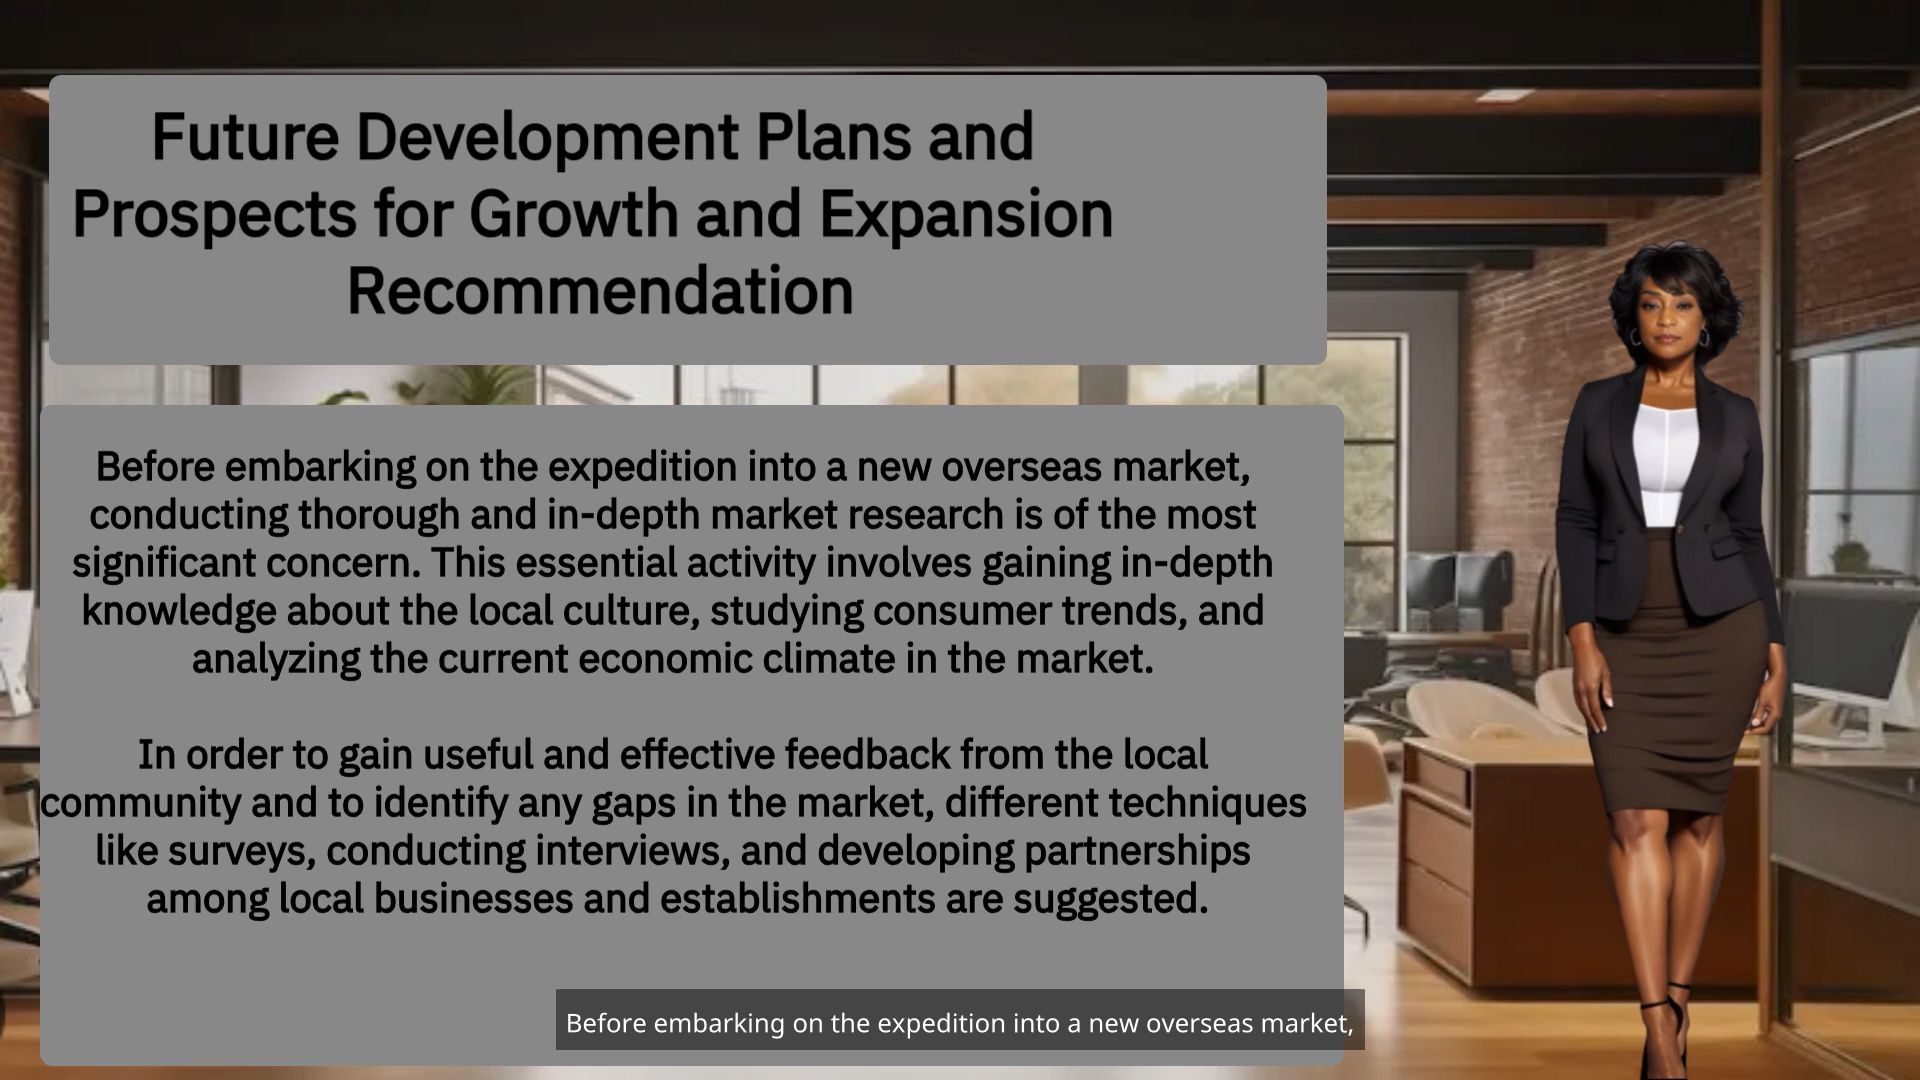 Future Development Plans and
Prospects for Growth and Expansion
Recommendation
Before embarking on the expedition into a new overseas market,
conducting thorough and in-depth market research is of the most
significant concern. This essential activity involves gaining in-depth
knowledge about the local culture, studying consumer trends, and
analyzing the current economic climate in the market.
In order to gain useful and effective feedback from the local
community and to identify any gaps in the market, different techniques
like surveys, conducting interviews, and developing partnerships
among local businesses and establishments are suggested.
Before embarking on the expedition into a new overseas market,